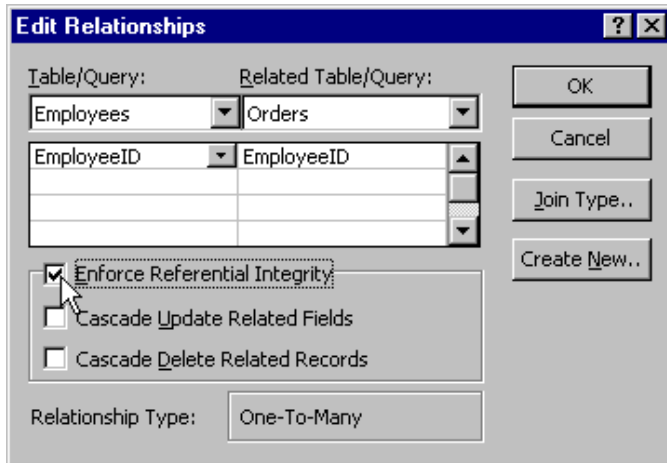 Edit Relationships
Table/Query: Related Table/Query:
Employees Orders
EmployeeID EmployeeID
OK
Cancel
Join Type..
Create New..
Enforce Referential Integrity
Cascade Update Related Fields
Cascade Delete Related Records
Relationship Type: One-To-Many